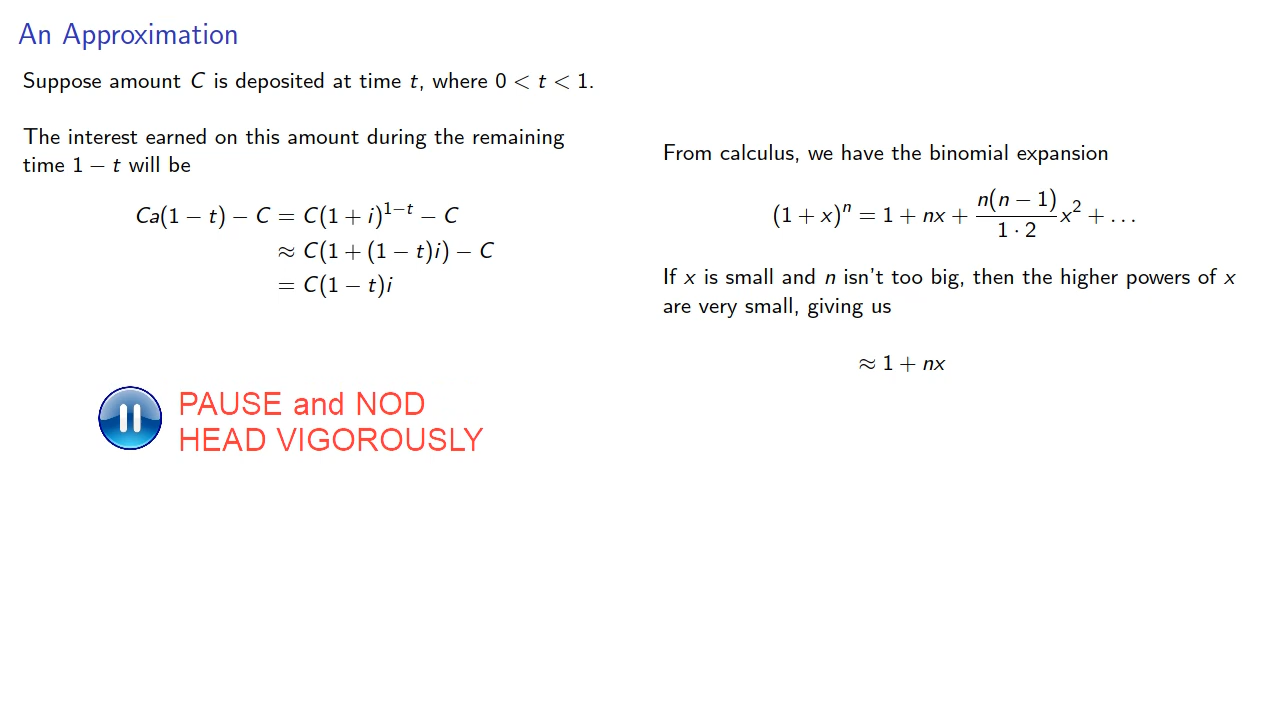 An Approximation
Suppose amount C is deposited at time t, where 0 < t < 1.
The interest earned on this amount during the remaining
time 1 − t will be
Ca(1 − t) − C = C(1 + i)^{1−t} − C
≈ C(1 + (1 − t)i) − C
= C(1 − t)i
PAUSE and NOD
HEAD VIGOROUSLY
From calculus, we have the binomial expansion
(1 + x)^n = 1 + nx + \frac{n(n − 1)}{1 · 2} x^2 + . . .
If x is small and n isn't too big, then the higher powers of x
are very small, giving us
≈ 1 + nx